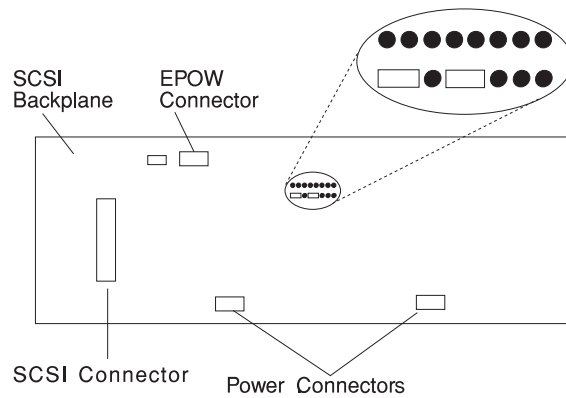 SCSI
Backplane
EPOW
Connector
SCSI Connector
Power Connectors